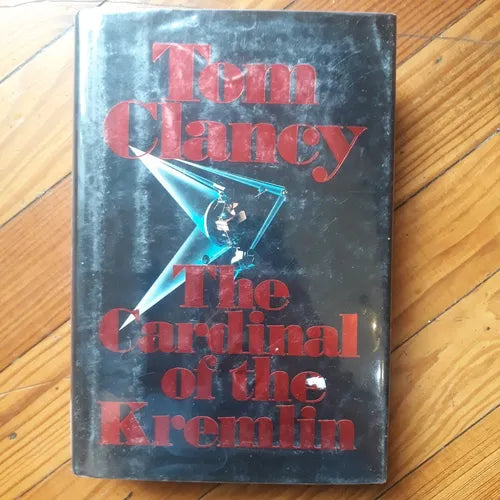 Tom
Clancy
The
Cardinal
of the
Kremlin